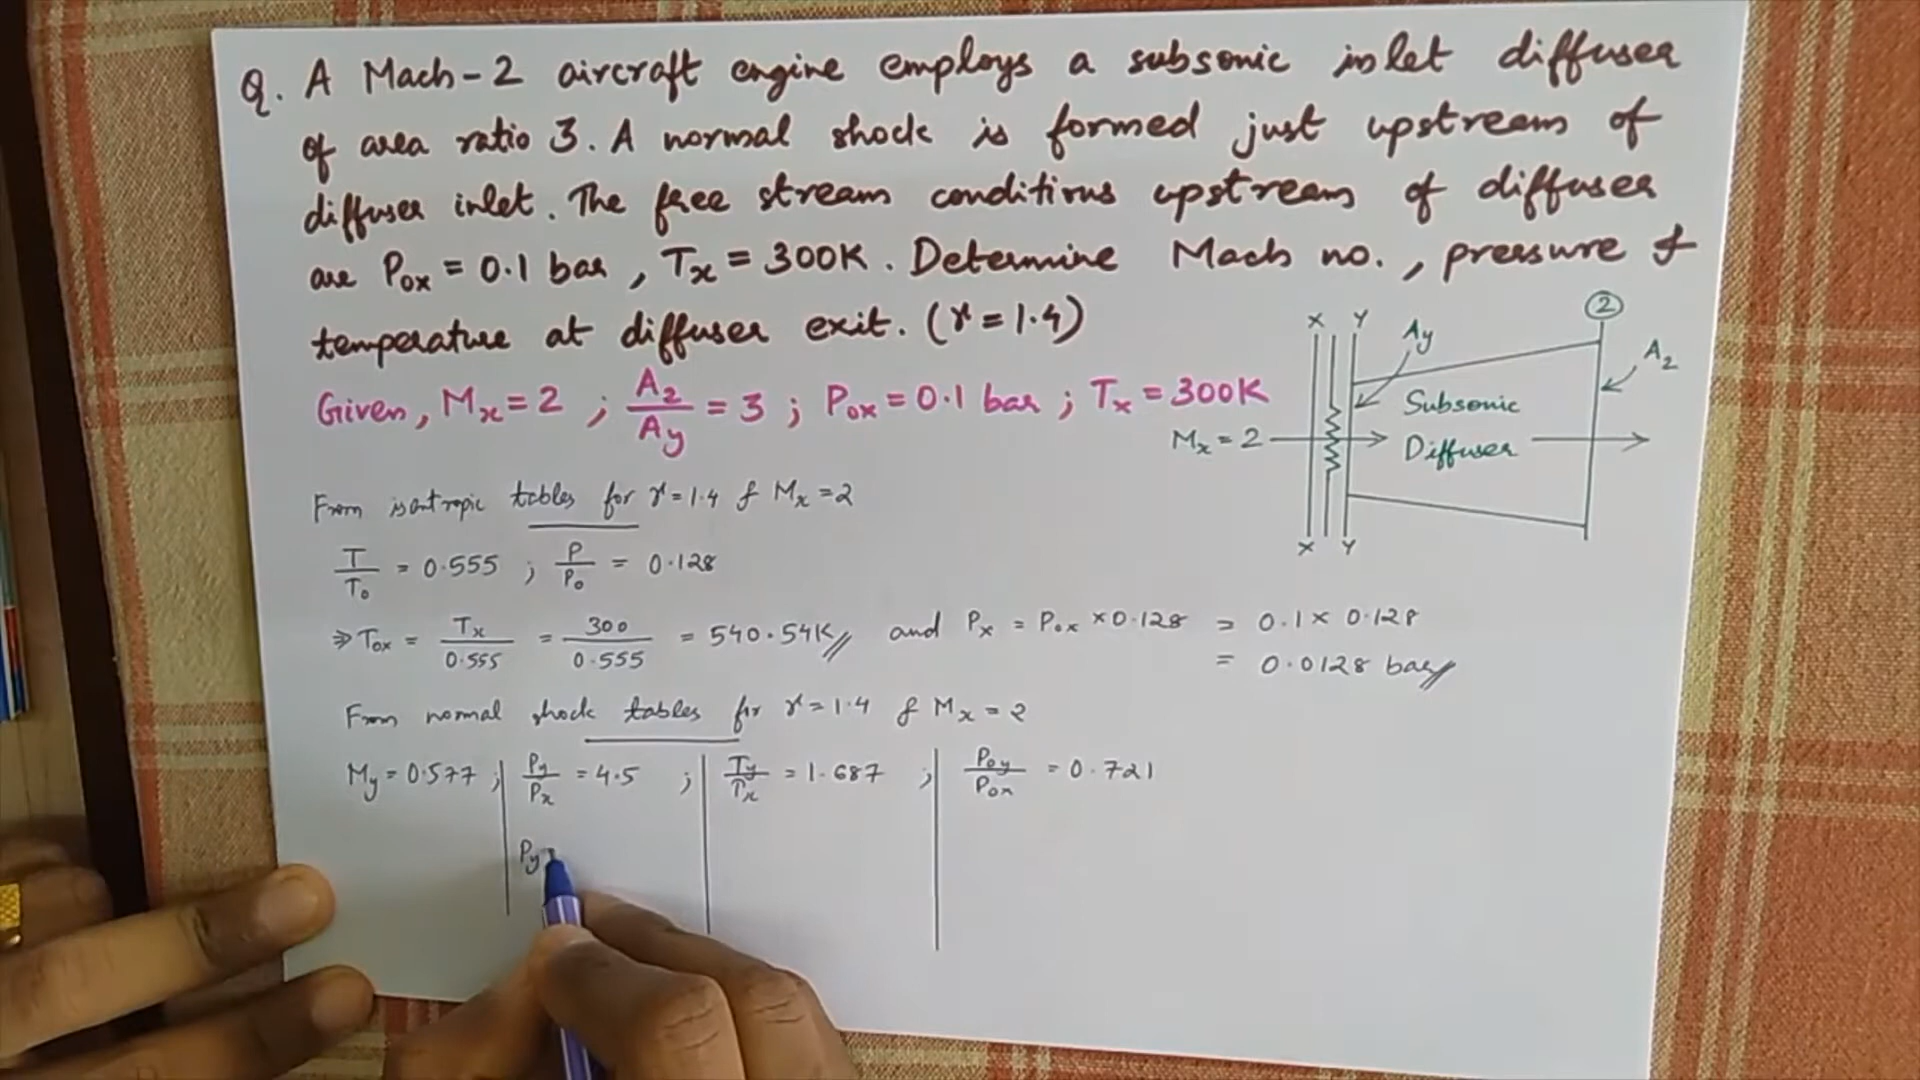 Q. A Mach-2 aircraft engine employs a subsonic inlet diffuser
of area ratio 3. A normal shock is formed just upstream of
diffuser inlet. The free stream conditions upstream of diffuser
are Pox = 0.1 bar, Tx = 300K. Determine Mach no., pressure &
temperature at diffuser exit. (γ = 1.4)
Given, Mx = 2 ; A2/Ay = 3 ; Pox = 0.1 bar ; Tx = 300K
X Y Ay 2
A2
Subsonic
Mx = 2
Diffuser
X Y
From isentropic tables for γ = 1.4 & Mx = 2
T/To = 0.555 ; P/Po = 0.128
⇒ Tox = Tx/0.555 = 300/0.555 = 540.54K// and Px = Pox × 0.128 = 0.1 × 0.128
= 0.0128 bar//
From normal shock tables for γ = 1.4 & Mx = 2
My = 0.577 ; Py/Px = 4.5 ; Ty/Tx = 1.687 ; Poy/Pox = 0.721
Py